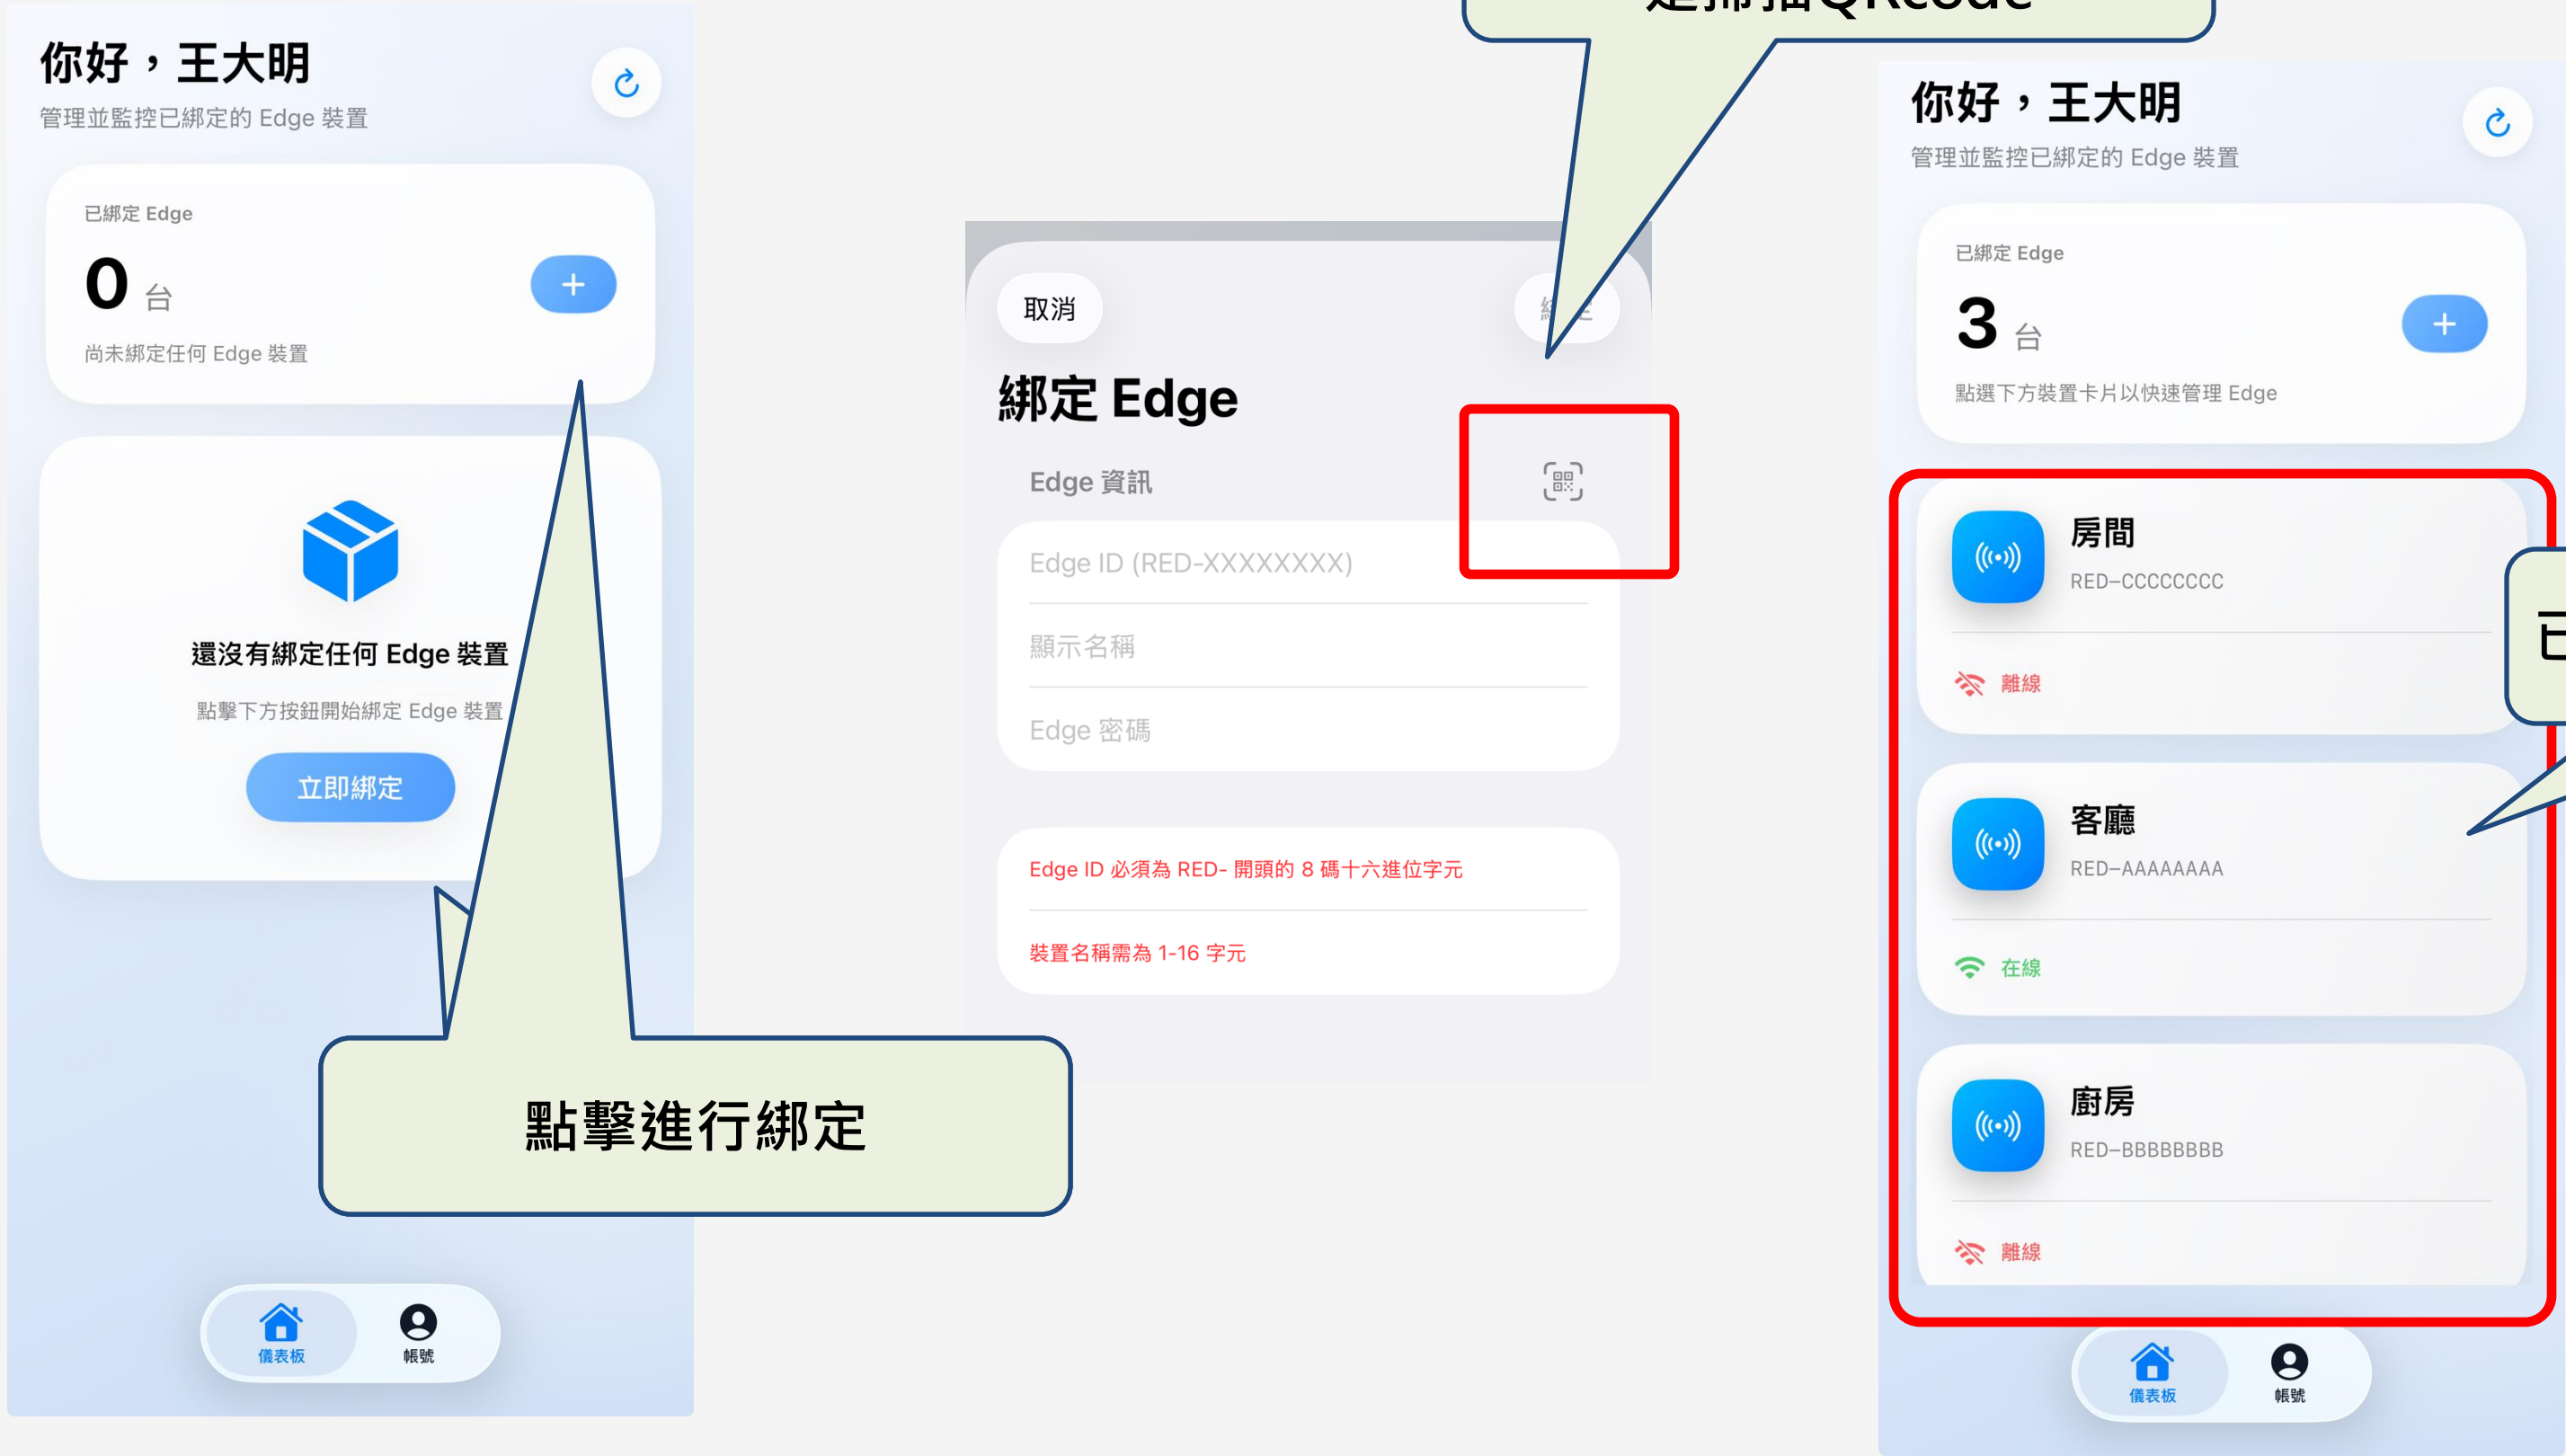 你好，王大明
管理並監控已綁定的 Edge 裝置
已綁定 Edge
0 台
尚未綁定任何 Edge 裝置
還沒有綁定任何 Edge 裝置
點擊下方按鈕開始綁定 Edge 裝置
立即綁定
點擊進行綁定
儀表板
帳號
QRcode
取消
綁定 Edge
Edge 資訊
Edge ID (RED-XXXXXXXX)
顯示名稱
Edge 密碼
Edge ID 必須為 RED- 開頭的 8 碼十六進位字元
裝置名稱需為 1-16 字元
你好，王大明
管理並監控已綁定的 Edge 裝置
已綁定 Edge
3 台
點選下方裝置卡片以快速管理 Edge
房間
RED-CCCCCCCC
離線
客廳
RED-AAAAAAAA
在線
廚房
RED-BBBBBBBB
離線
儀表板
帳號